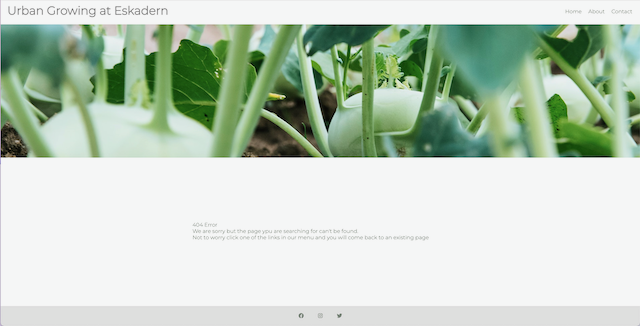 Urban Growing at Eskadern
Home About Contact
404 Error
We are sorry but the page you are searching for can't be found.
Not to worry click one of the links in our menu and you will come back to an existing page